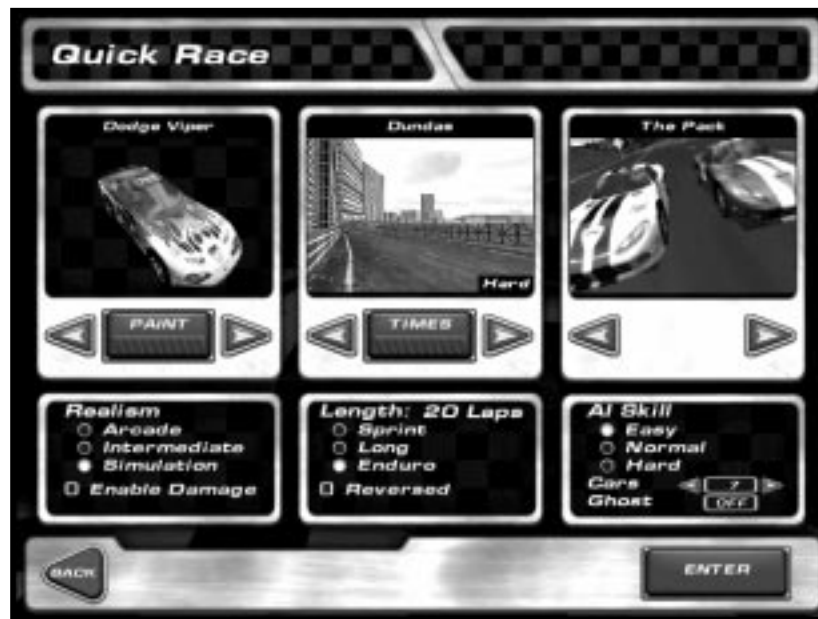 Quick Race
Dodge Viper
PAINT
Dundas
Hard
TIMES
The Pack
Realism
Arcade
Intermediate
Simulation
Enable Damage
Length: 20 Laps
Sprint
Long
Enduro
Reversed
AI Skill
Easy
Normal
Hard
Cars 7
Ghost OFF
BACK
ENTER